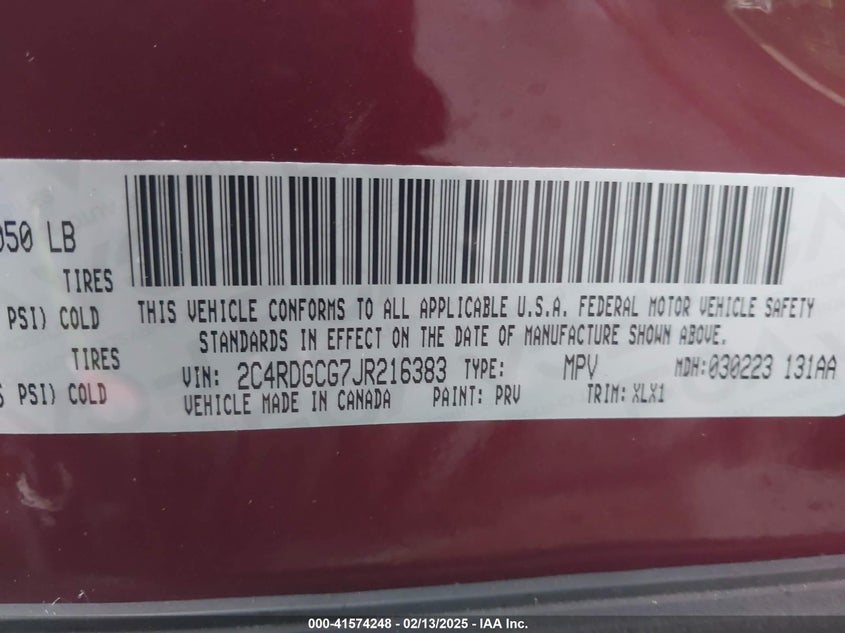 050 LB
TIRES
PSI) COLD
TIRES
PSI) COLD
THIS VEHICLE CONFORMS TO ALL APPLICABLE U.S.A. FEDERAL MOTOR VEHICLE SAFETY
STANDARDS IN EFFECT ON THE DATE OF MANUFACTURE SHOWN ABOVE.
VIN: 2C4RDGCG7JR216383 TYPE: MPV MDH:030223 131AA
VEHICLE MADE IN CANADA PAINT: PRV TRIM: XLX1
000-41574248 - 02/13/2025 - IAA Inc.